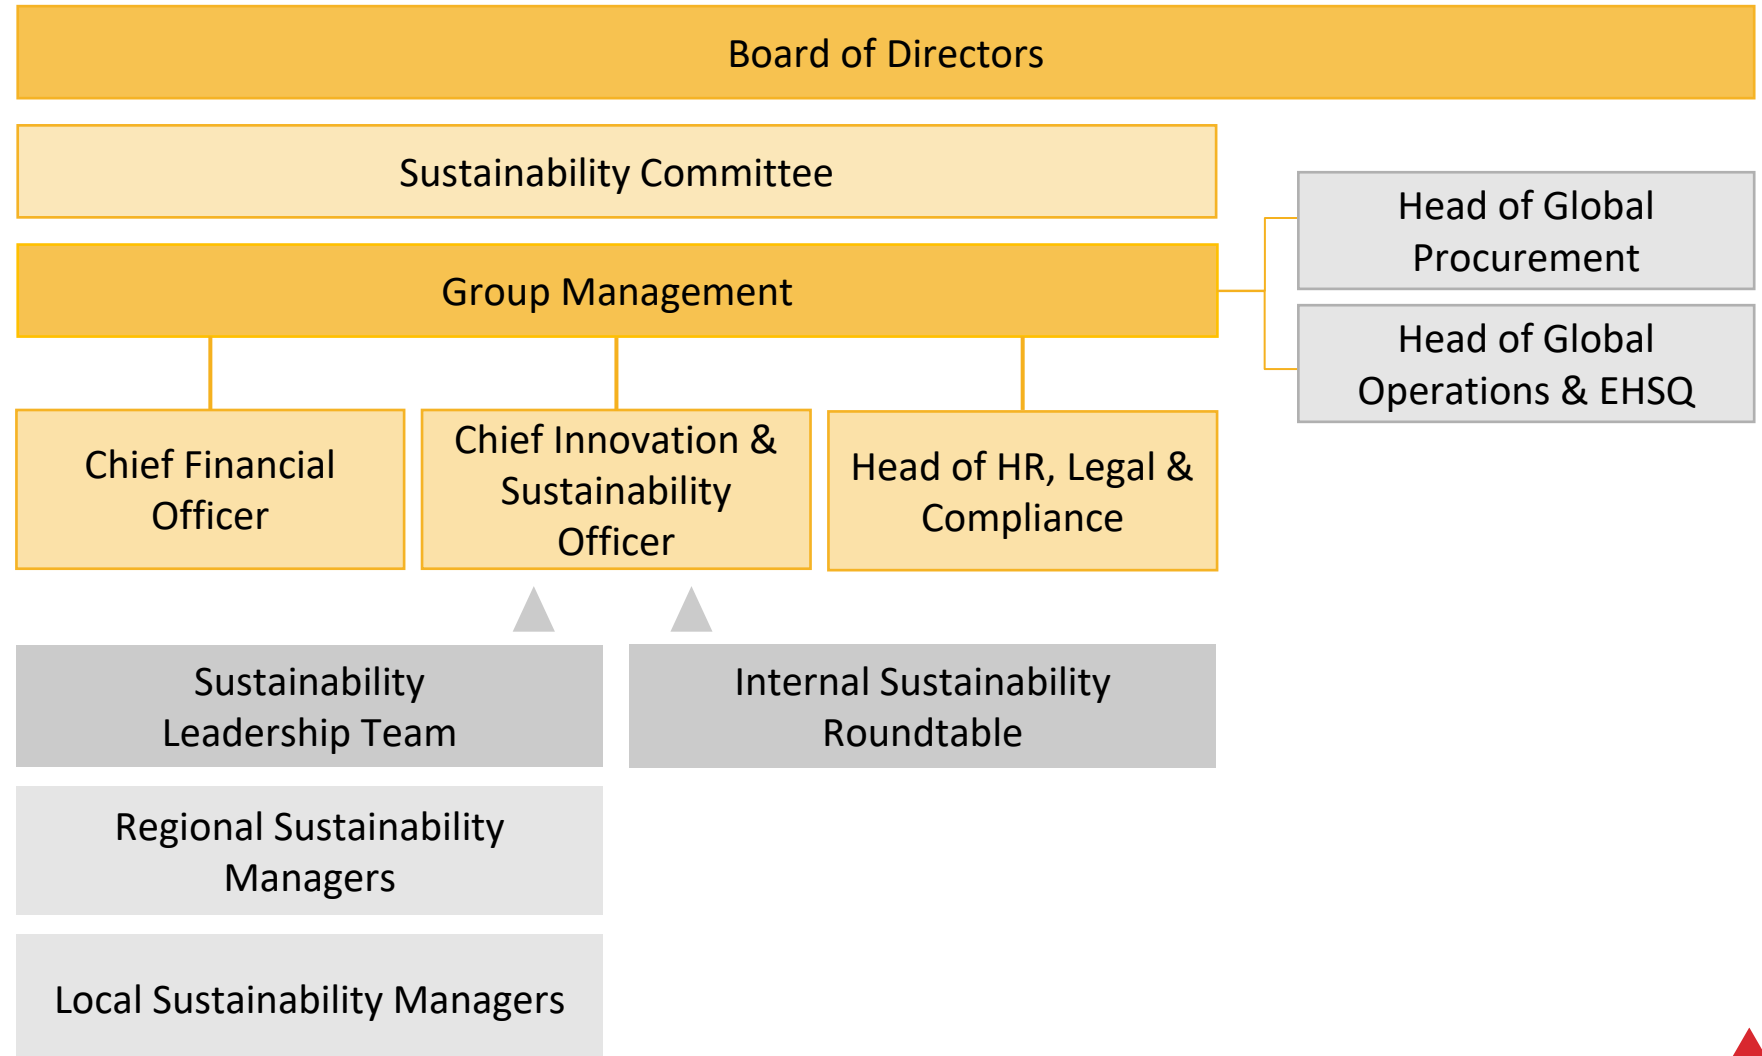 Board of Directors
Sustainability Committee
Head of Global
Procurement
Group Management
Head of Global
Operations & EHSQ
Chief Financial
Officer
Chief Innovation &
Sustainability
Officer
Head of HR, Legal &
Compliance
Sustainability
Leadership Team
Internal Sustainability
Roundtable
Regional Sustainability
Managers
Local Sustainability Managers